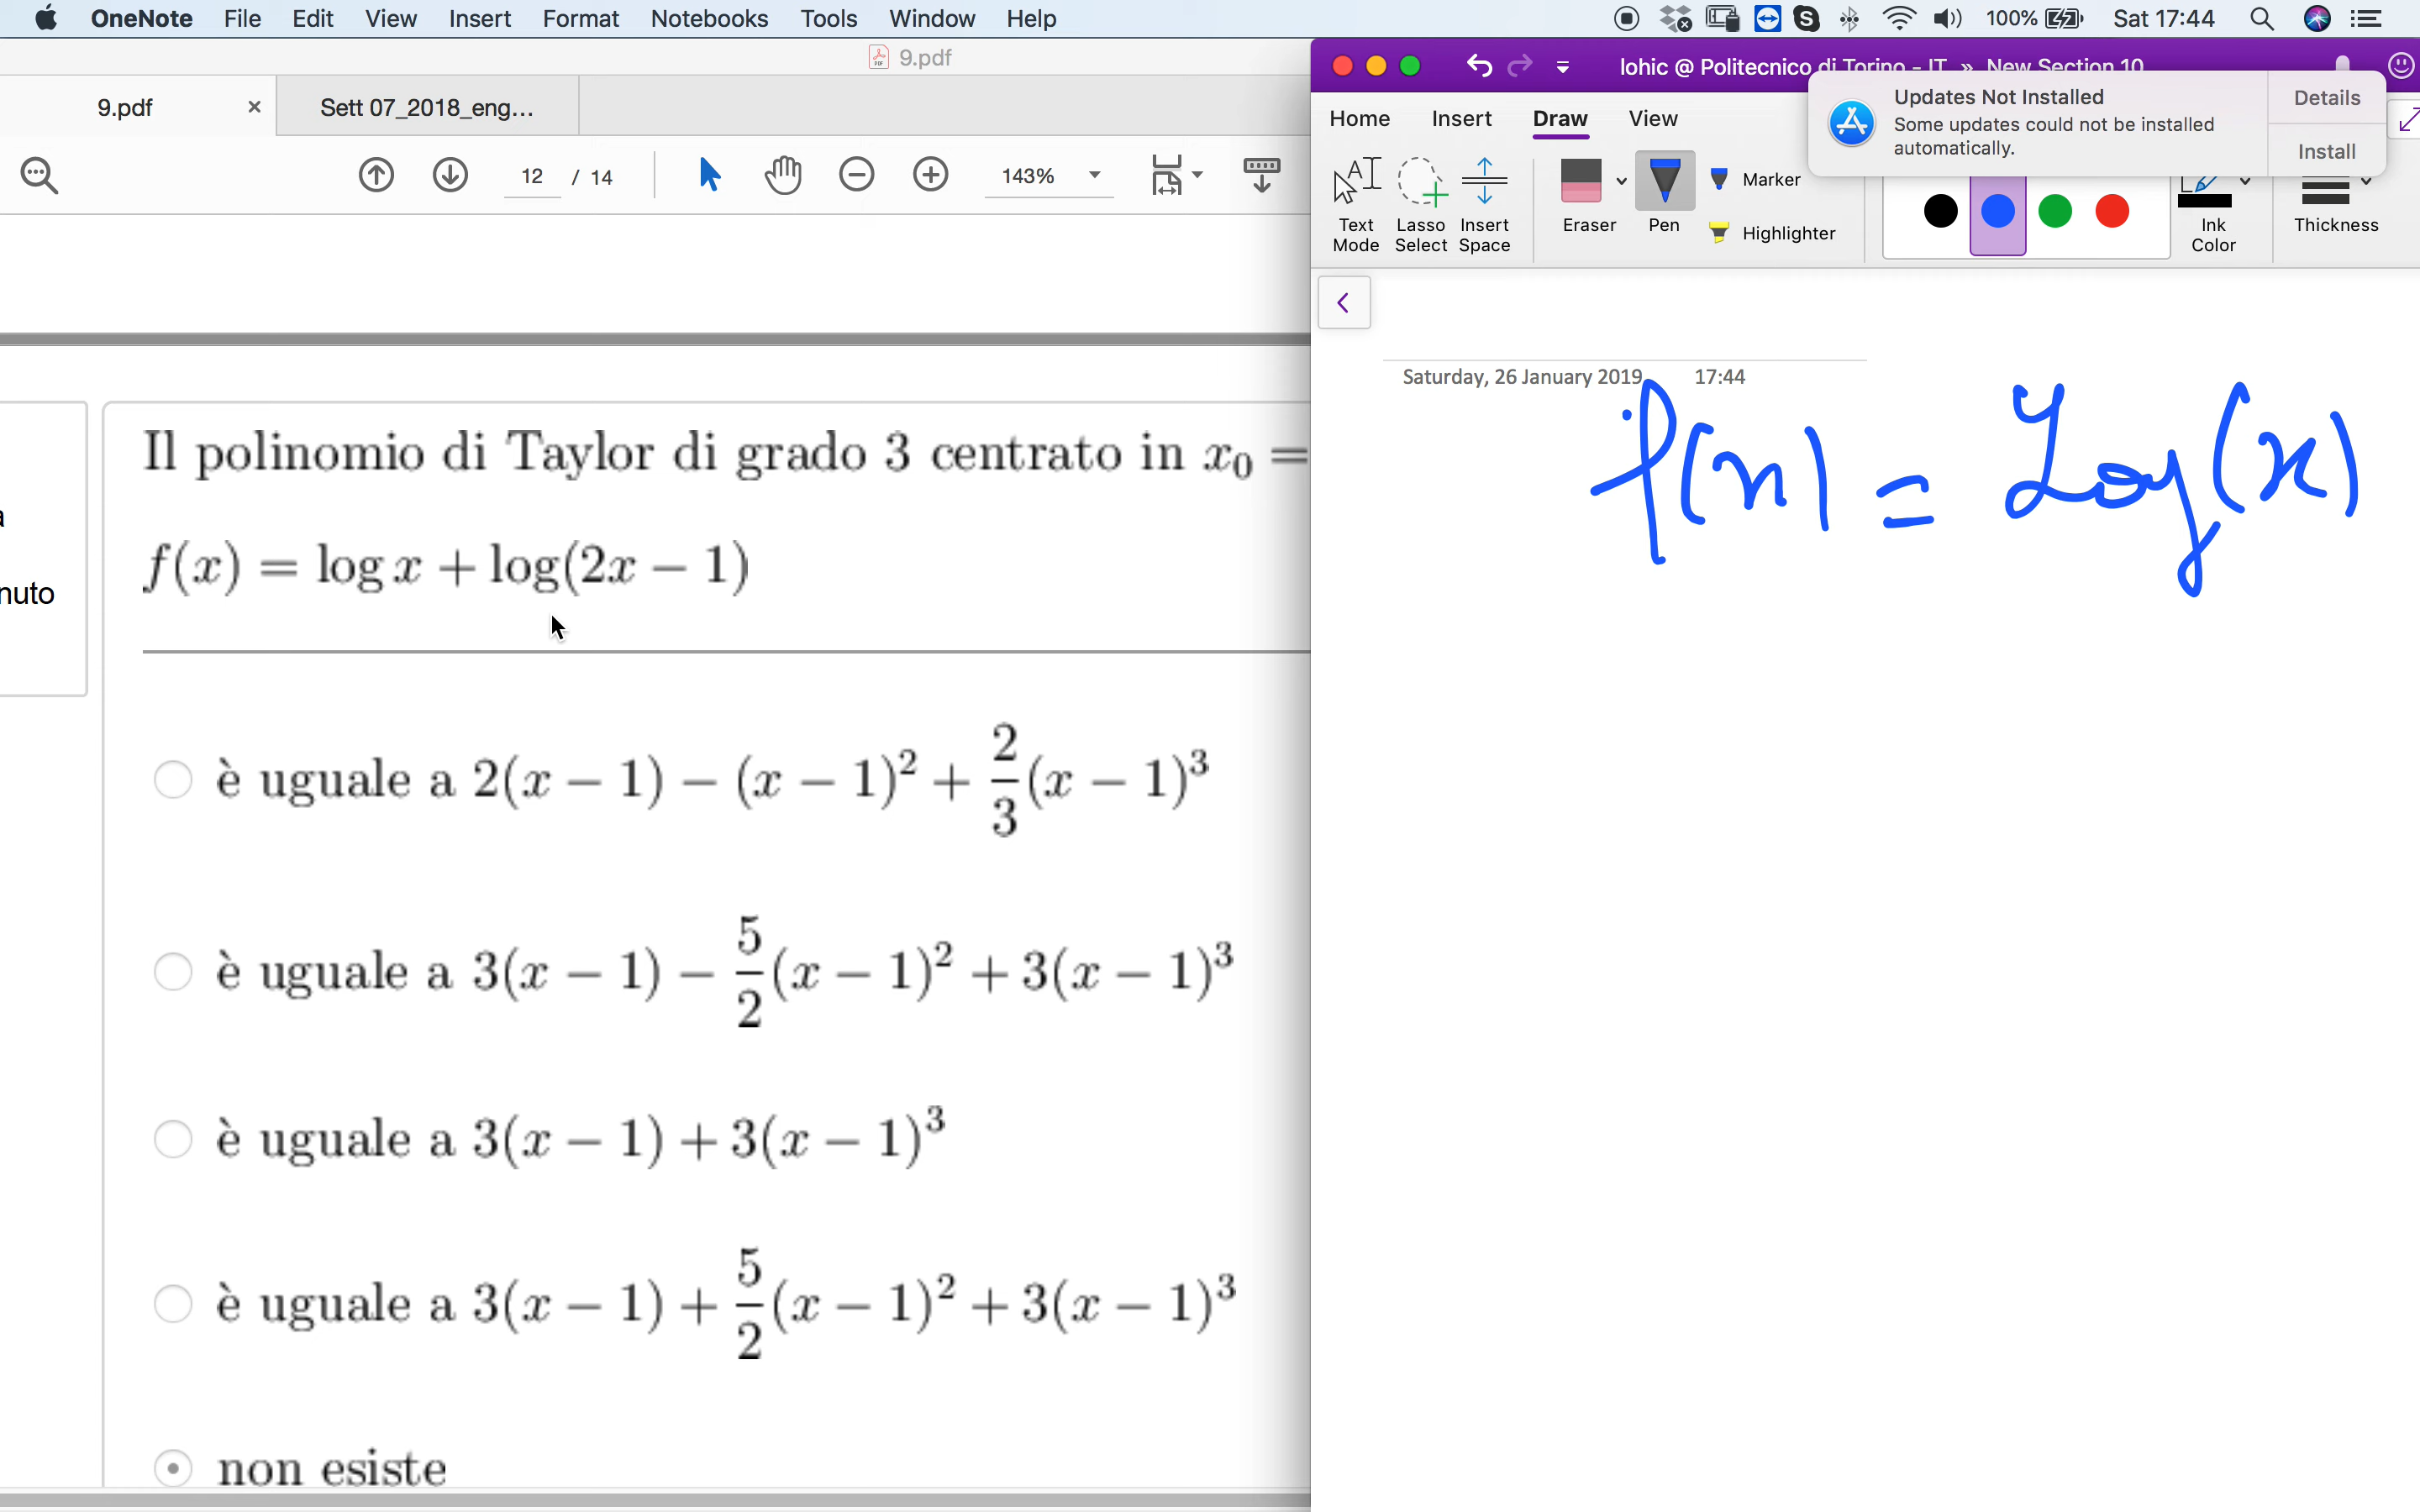 OneNote File Edit View Insert Format Notebooks Tools Window Help 100% Sat 17:44
9.pdf
9.pdf × Sett 07_2018_eng...
12 / 14 143%
nuto
Il polinomio di Taylor di grado 3 centrato in x₀ =
f(x) = log x + log(2x − 1)
è uguale a 2(x − 1) − (x − 1)² + 2/3(x − 1)³
è uguale a 3(x − 1) − 5/2(x − 1)² + 3(x − 1)³
è uguale a 3(x − 1) + 3(x − 1)³
è uguale a 3(x − 1) + 5/2(x − 1)² + 3(x − 1)³
non esiste
lohic @ Politecnico di Torino - IT » New Section 10
Updates Not Installed
Some updates could not be installed
automatically.
Details
Install
Home Insert Draw View
Text Mode
Lasso Select
Insert Space
Eraser
Pen
Marker
Highlighter
Ink Color
Thickness
Saturday, 26 January 2019 17:44
f(x) = Log(x)